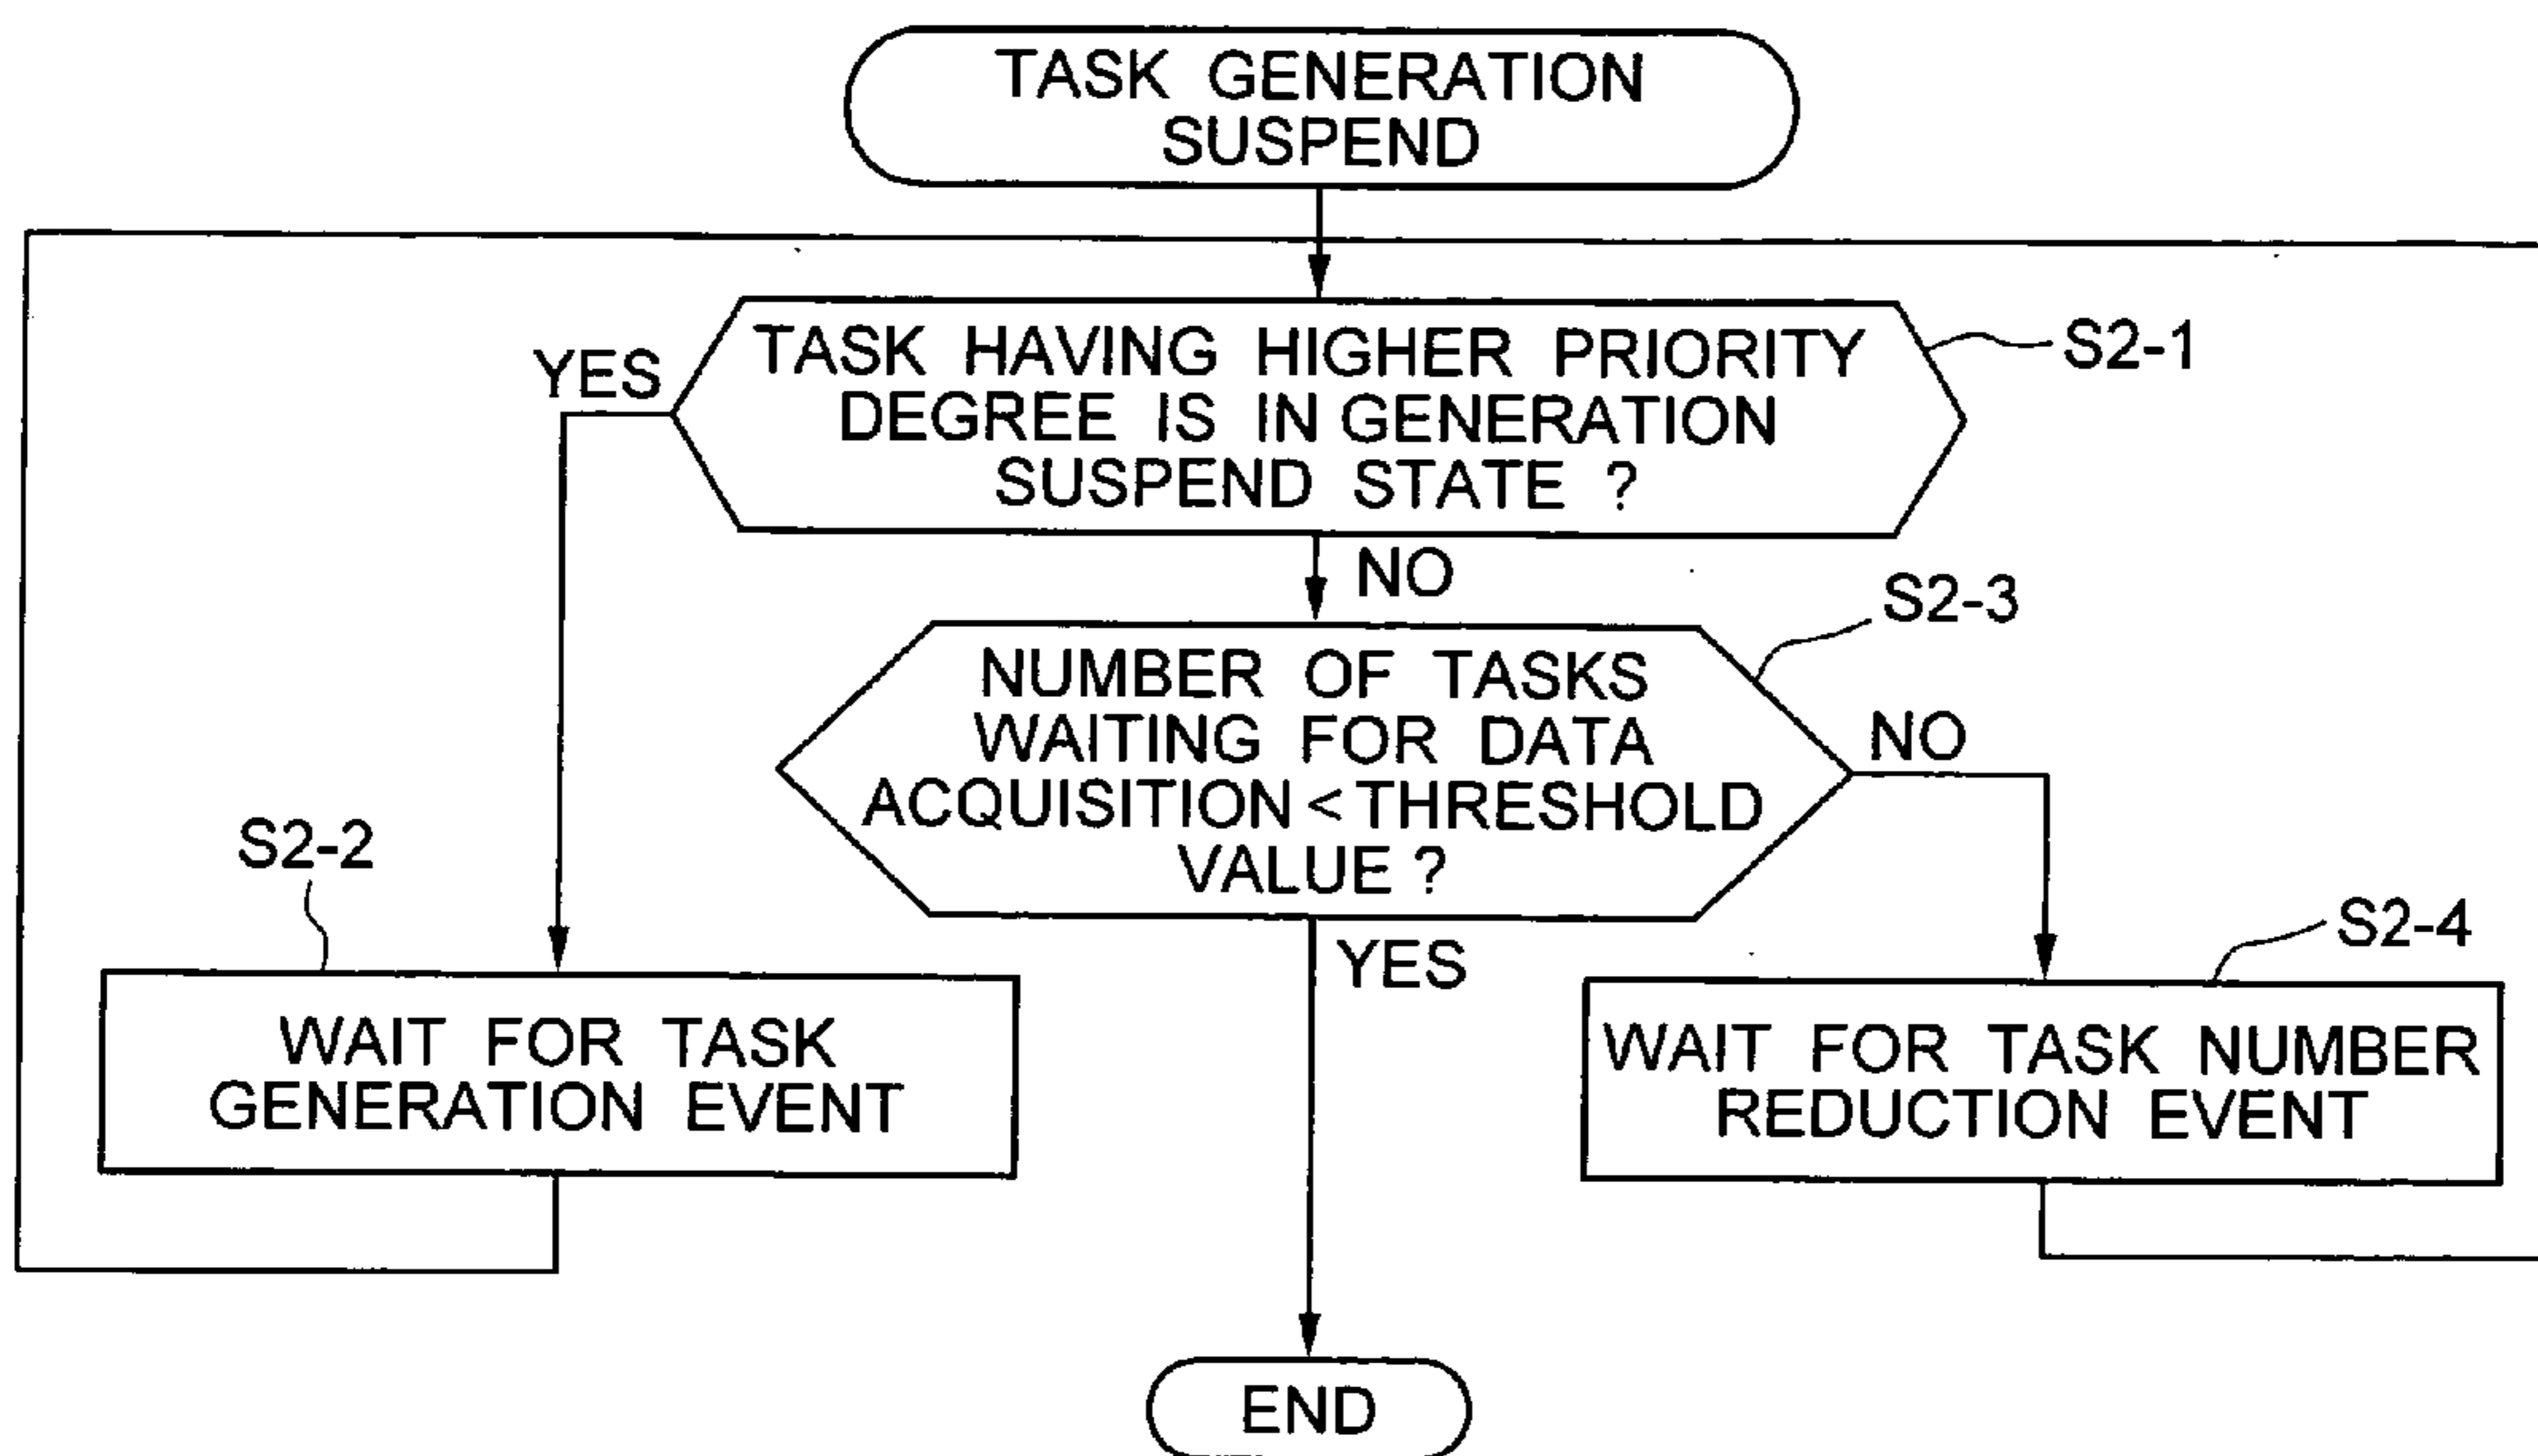 TASK GENERATION
SUSPEND
TASK HAVING HIGHER PRIORITY
DEGREE IS IN GENERATION
SUSPEND STATE ?
S2-1
YES
NO
S2-3
NUMBER OF TASKS
WAITING FOR DATA
ACQUISITION < THRESHOLD
VALUE ?
NO
YES
S2-2
WAIT FOR TASK
GENERATION EVENT
S2-4
WAIT FOR TASK NUMBER
REDUCTION EVENT
END